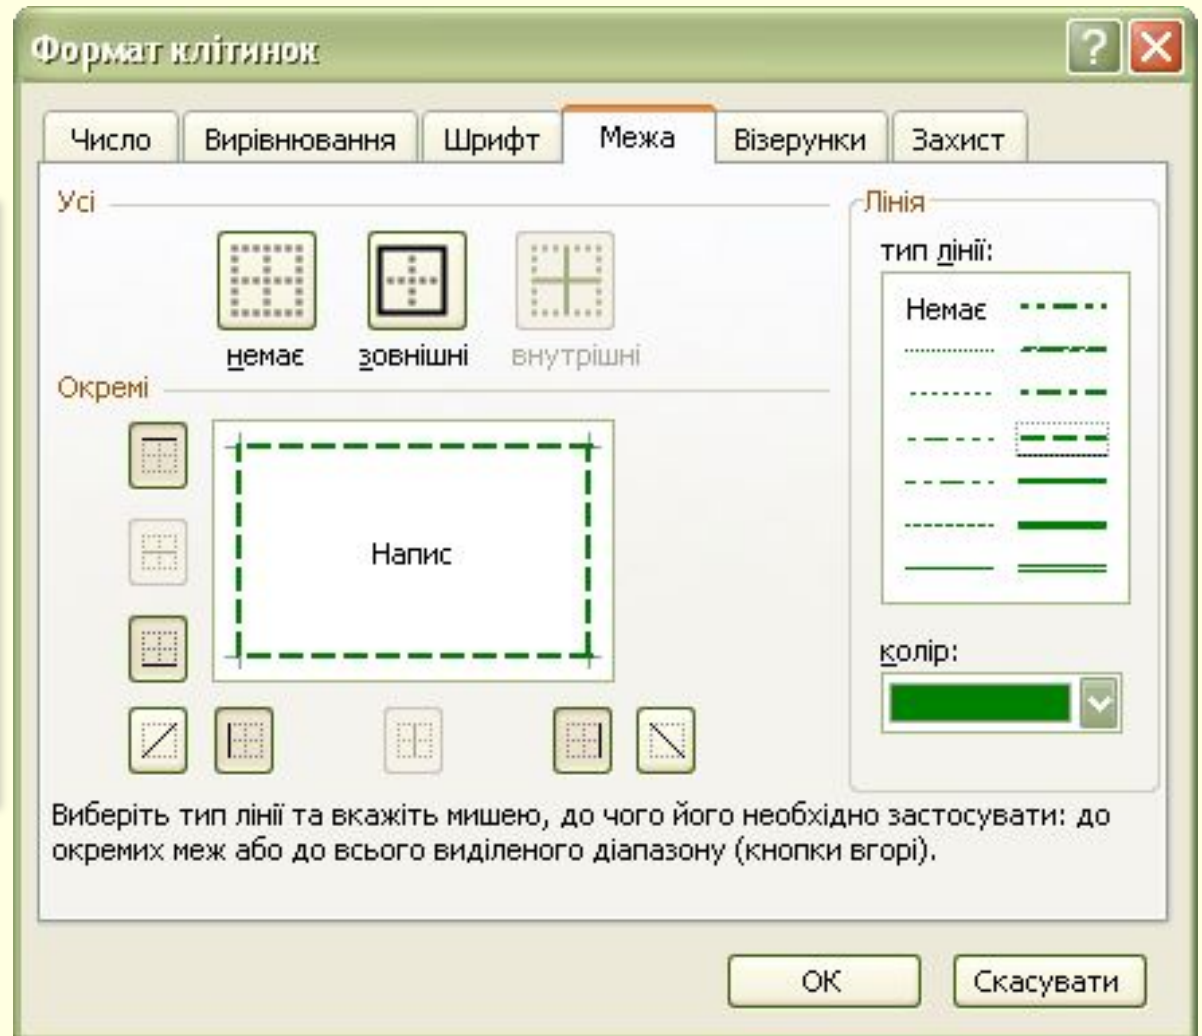 Формат клітинок
?
Число Вирівнювання Шрифт Межа Візерунки Захист
Усі
немає зовнішні внутрішні
Окремі
Напис
Лінія
тип лінії:
Немає
колір:
Виберіть тип лінії та вкажіть мишею, до чого його необхідно застосувати: до
окремих меж або до всього виділеного діапазону (кнопки вгорі).
ОК Скасувати